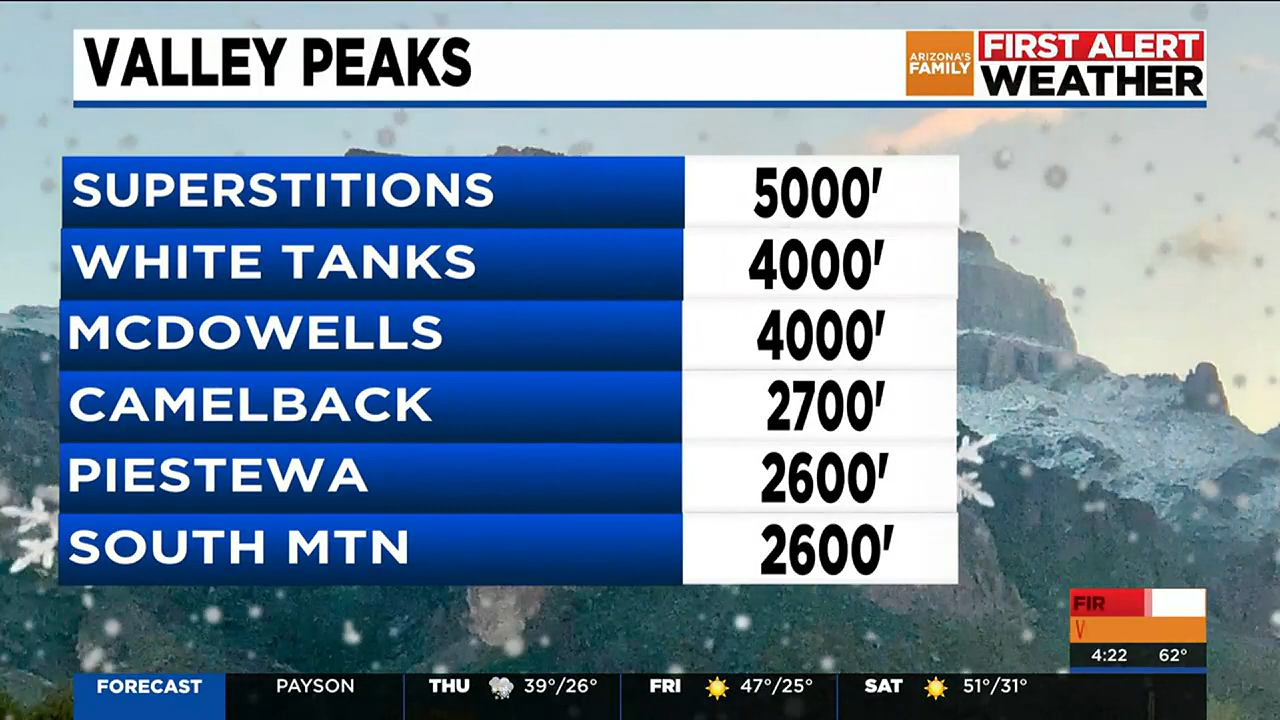 VALLEY PEAKS
ARIZONA'S
FAMILY
FIRST ALERT
WEATHER
SUPERSTITIONS 5000'
WHITE TANKS 4000'
MCDOWELLS 4000'
CAMELBACK 2700'
PIESTEWA 2600'
SOUTH MTN 2600'
FIR
V
4:22 62°
FORECAST PAYSON THU 39°/26° FRI 47°/25° SAT 51°/31°